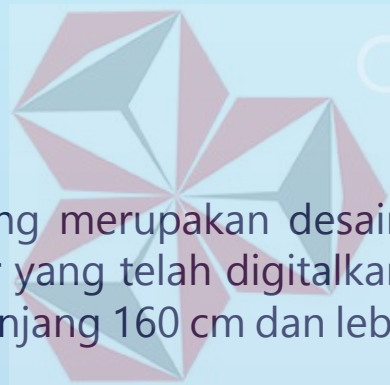 ng merupakan desain
yang telah digitalkan
njang 160 cm dan leb